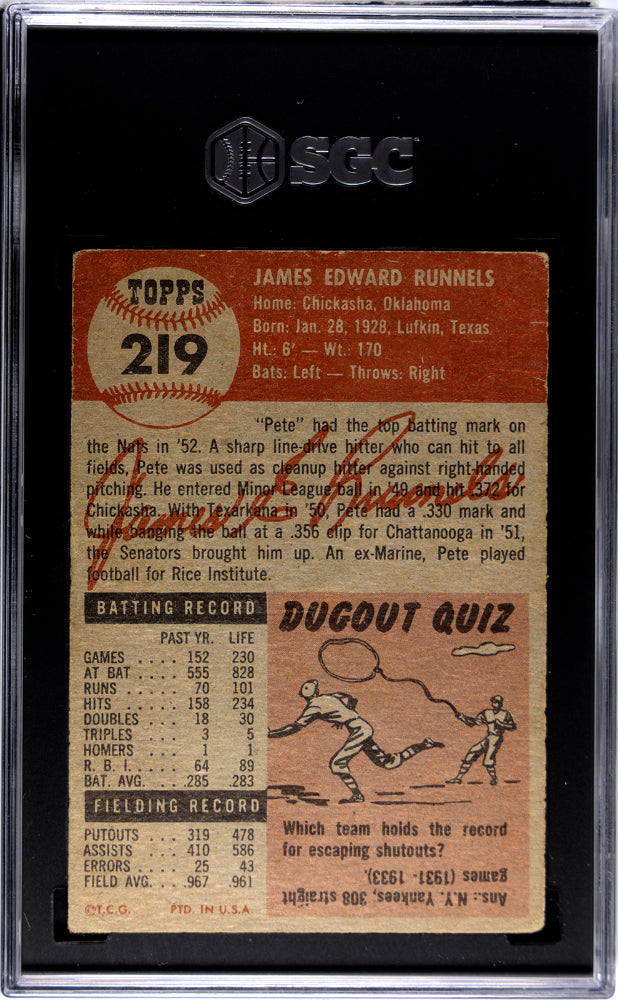 SGC
TOPPS
219
JAMES EDWARD RUNNELS
Home: Chickasha, Oklahoma
Born: Jan. 28, 1928, Lufkin, Texas
Ht.: 6' — Wt.: 170
Bats: Left — Throws: Right
"Pete" had the top batting mark on
the Nats in '52. A sharp line-drive hitter who can hit to all
fields, Pete was used as cleanup hitter against right-handed
pitching. He entered Minor League ball in '49 and hit .372 for
Chickasha. With Texarkana in '50, Pete had a .330 mark and
while banging the ball at a .356 clip for Chattanooga in '51,
the Senators brought him up. An ex-Marine, Pete played
football for Rice Institute.
James E Runnels
BATTING RECORD
PAST YR. LIFE
GAMES .... 152 230
AT BAT .... 555 828
RUNS .... 70 101
HITS .... 158 234
DOUBLES ... 18 30
TRIPLES ... 3 5
HOMERS ... 1 1
R. B. I. .... 64 89
BAT. AVG. ... .285 .283
FIELDING RECORD
PUTOUTS ... 319 478
ASSISTS ... 410 586
ERRORS ... 25 43
FIELD AVG. ... .967 .961
©T.C.G. PTD. IN U.S.A.
DUGOUT QUIZ
Which team holds the record
for escaping shutouts?
Ans.: N.Y. Yankees, 308 straight
games (1931-1933).